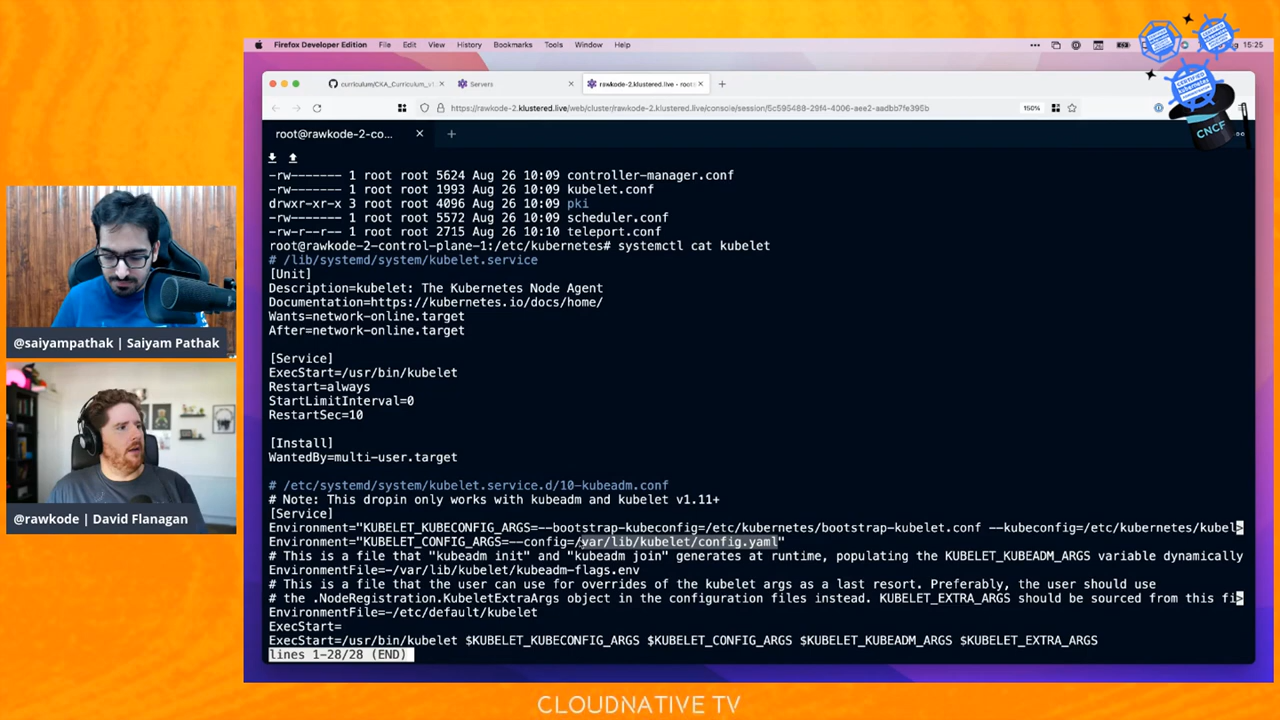 Firefox Developer Edition File Edit View History Bookmarks Tools Window Help
15:25
curriculum/CKA_Curriculum_v1
Servers
rawkode-2.klustered.live - root
https://rawkode-2.klustered.live/web/cluster/rawkode-2.klustered.live/console/session/5c595488-29f4-4006-aee2-aadbb7fe395b
150%
CERTIFIED
kubernetes
CNCF
root@rawkode-2-co...
-rw------- 1 root root 5624 Aug 26 10:09 controller-manager.conf
-rw------- 1 root root 1993 Aug 26 10:09 kubelet.conf
drwxr-xr-x 3 root root 4096 Aug 26 10:09 pki
-rw------- 1 root root 5572 Aug 26 10:09 scheduler.conf
-rw-r--r-- 1 root root 2715 Aug 26 10:10 teleport.conf
root@rawkode-2-control-plane-1:/etc/kubernetes# systemctl cat kubelet
# /lib/systemd/system/kubelet.service
[Unit]
Description=kubelet: The Kubernetes Node Agent
Documentation=https://kubernetes.io/docs/home/
Wants=network-online.target
After=network-online.target
[Service]
ExecStart=/usr/bin/kubelet
Restart=always
StartLimitInterval=0
RestartSec=10
[Install]
WantedBy=multi-user.target
# /etc/systemd/system/kubelet.service.d/10-kubeadm.conf
# Note: This dropin only works with kubeadm and kubelet v1.11+
[Service]
Environment="KUBELET_KUBECONFIG_ARGS=--bootstrap-kubeconfig=/etc/kubernetes/bootstrap-kubelet.conf --kubeconfig=/etc/kubernetes/kubel>
Environment="KUBELET_CONFIG_ARGS=--config=/var/lib/kubelet/config.yaml"
# This is a file that "kubeadm init" and "kubeadm join" generates at runtime, populating the KUBELET_KUBEADM_ARGS variable dynamically
EnvironmentFile=-/var/lib/kubelet/kubeadm-flags.env
# This is a file that the user can use for overrides of the kubelet args as a last resort. Preferably, the user should use
# the .NodeRegistration.KubeletExtraArgs object in the configuration files instead. KUBELET_EXTRA_ARGS should be sourced from this fi>
EnvironmentFile=-/etc/default/kubelet
ExecStart=
ExecStart=/usr/bin/kubelet $KUBELET_KUBECONFIG_ARGS $KUBELET_CONFIG_ARGS $KUBELET_KUBEADM_ARGS $KUBELET_EXTRA_ARGS
lines 1-28/28 (END)
@saiyampathak | Saiyam Pathak
@rawkode | David Flanagan
CLOUDNATIVE TV